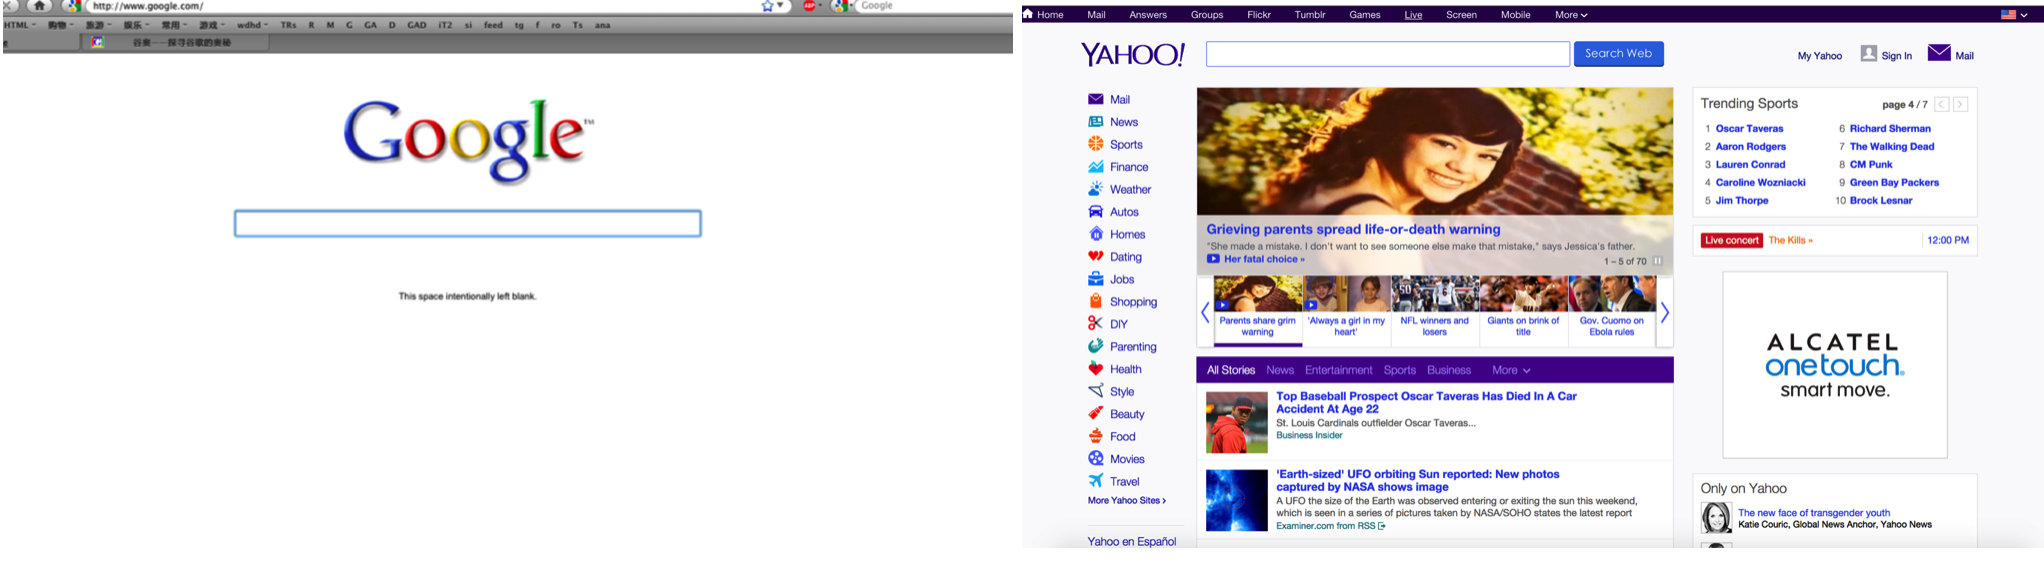 http://www.google.com/
Google
HTML 购物 旅游 娱乐 常用 游戏 wdhd TRs R M G GA D GAD iT2 si feed tg f ro Ts ana
谷奥——探寻谷歌的奥秘
Google™
This space intentionally left blank.
Home Mail Answers Groups Flickr Tumblr Games Live Screen Mobile More
YAHOO!
Search Web
My Yahoo Sign In Mail
Mail
News
Sports
Finance
Weather
Autos
Homes
Dating
Jobs
Shopping
DIY
Parenting
Health
Style
Beauty
Food
Movies
Travel
More Yahoo Sites ›
Yahoo en Español
Grieving parents spread life-or-death warning
"She made a mistake. I don't want to see someone else make that mistake," says Jessica's father.
Her fatal choice »
1 – 5 of 70
Parents share grim
warning
'Always a girl in my
heart'
NFL winners and
losers
Giants on brink of
title
Gov. Cuomo on
Ebola rules
All Stories News Entertainment Sports Business More
Top Baseball Prospect Oscar Taveras Has Died In A Car
Accident At Age 22
St. Louis Cardinals outfielder Oscar Taveras...
Business Insider
'Earth-sized' UFO orbiting Sun reported: New photos
captured by NASA shows image
A UFO the size of the Earth was observed entering or exiting the sun this weekend,
which is seen in a series of pictures taken by NASA/SOHO states the latest report
Examiner.com from RSS
Trending Sports
page 4 / 7
1 Oscar Taveras
2 Aaron Rodgers
3 Lauren Conrad
4 Caroline Wozniacki
5 Jim Thorpe
6 Richard Sherman
7 The Walking Dead
8 CM Punk
9 Green Bay Packers
10 Brock Lesnar
Live concert The Kills » 12:00 PM
ALCATEL
onetouch.
smart move.
Only on Yahoo
The new face of transgender youth
Katie Couric, Global News Anchor, Yahoo News